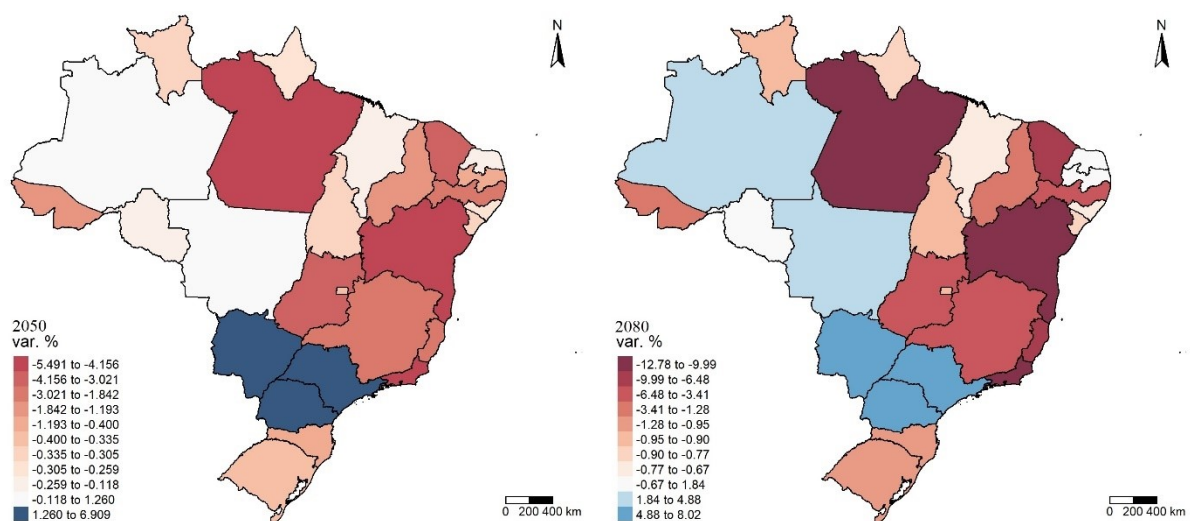 N
2050
var. %
-5.491 to -4.156
-4.156 to -3.021
-3.021 to -1.842
-1.842 to -1.193
-1.193 to -0.400
-0.400 to -0.335
-0.335 to -0.305
-0.305 to -0.259
-0.259 to -0.118
-0.118 to 1.260
1.260 to 6.909
0 200 400 km
N
2080
var. %
-12.78 to -9.99
-9.99 to -6.48
-6.48 to -3.41
-3.41 to -1.28
-1.28 to -0.95
-0.95 to -0.90
-0.90 to -0.77
-0.77 to -0.67
-0.67 to 1.84
1.84 to 4.88
4.88 to 8.02
0 200 400 km